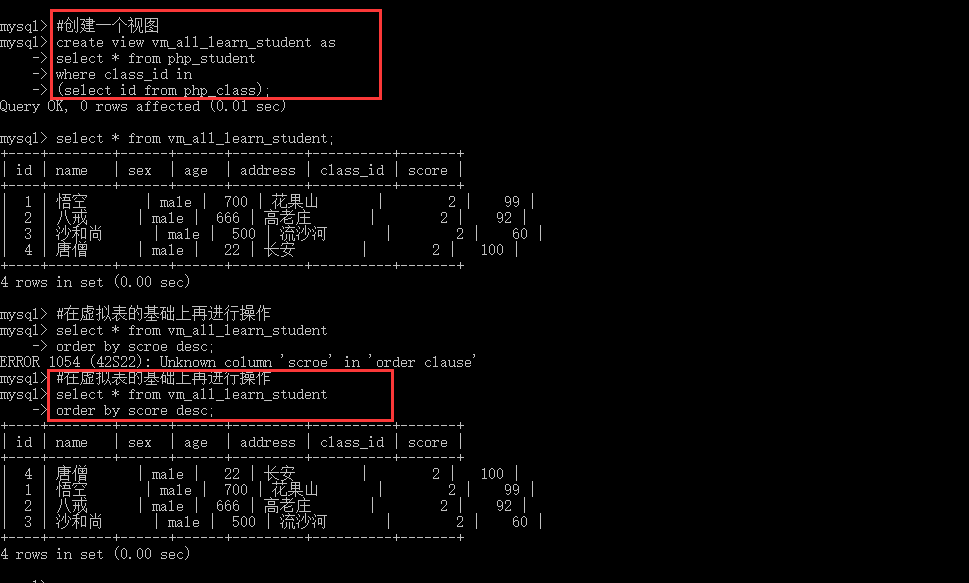 mysql> #创建一个视图
mysql> create view vm_all_learn_student as
    -> select * from php_student
    -> where class_id in
    -> (select id from php_class);
Query OK, 0 rows affected (0.01 sec)
mysql> select * from vm_all_learn_student;
+----+--------+------+------+---------+----------+-------+
| id | name   | sex  | age  | address | class_id | score |
+----+--------+------+------+---------+----------+-------+
|  1 | 悟空       | male |  700 | 花果山       |        2 |    99 |
|  2 | 八戒      | male |  666 | 高老庄       |        2 |    92 |
|  3 | 沙和尚      | male |  500 | 流沙河       |        2 |    60 |
|  4 | 唐僧      | male |   22 | 长安        |        2 |   100 |
+----+--------+------+------+---------+----------+-------+
4 rows in set (0.00 sec)
mysql> #在虚拟表的基础上再进行操作
mysql> select * from vm_all_learn_student
    -> order by scroe desc;
ERROR 1054 (42S22): Unknown column 'scroe' in 'order clause'
mysql> #在虚拟表的基础上再进行操作
mysql> select * from vm_all_learn_student
    -> order by score desc;
+----+--------+------+------+---------+----------+-------+
| id | name   | sex  | age  | address | class_id | score |
+----+--------+------+------+---------+----------+-------+
|  4 | 唐僧      | male |   22 | 长安        |        2 |   100 |
|  1 | 悟空       | male |  700 | 花果山       |        2 |    99 |
|  2 | 八戒      | male |  666 | 高老庄       |        2 |    92 |
|  3 | 沙和尚      | male |  500 | 流沙河       |        2 |    60 |
+----+--------+------+------+---------+----------+-------+
4 rows in set (0.00 sec)